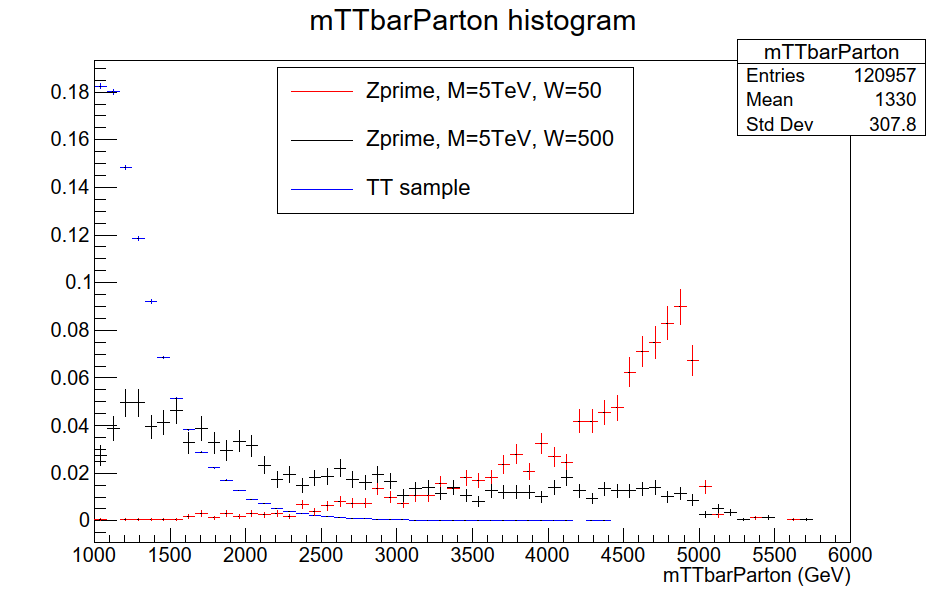 mTTbarParton histogram
mTTbarParton
Entries 120957
Mean 1330
Std Dev 307.8
Zprime, M=5TeV, W=50
Zprime, M=5TeV, W=500
TT sample
0.18
0.16
0.14
0.12
0.1
0.08
0.06
0.04
0.02
0
1000 1500 2000 2500 3000 3500 4000 4500 5000 5500 6000
mTTbarParton (GeV)